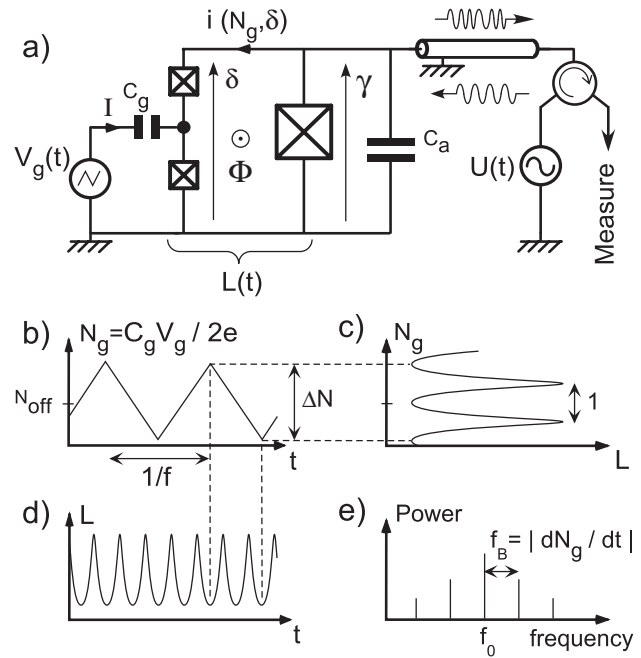 a)
i (N_g,δ)
C_g
I
δ
γ
V_g(t)
Φ
C_a
U(t)
Measure
L(t)
b) N_g=C_gV_g / 2e
c) N_g
N_off
ΔN
1
1/f
t
L
d) L
e) Power
f_B=| dN_g / dt |
t
f_0 frequency